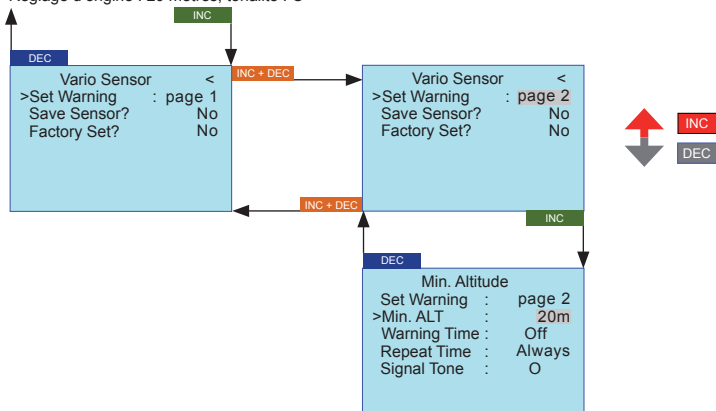 INC
DEC
Vario Sensor <
>Set Warning : page 1
Save Sensor? No
Factory Set? No
INC + DEC
Vario Sensor <
>Set Warning : page 2
Save Sensor? No
Factory Set? No
INC
DEC
INC + DEC
INC
DEC
Min. Altitude
Set Warning : page 2
>Min. ALT : 20m
Warning Time : Off
Repeat Time : Always
Signal Tone : O